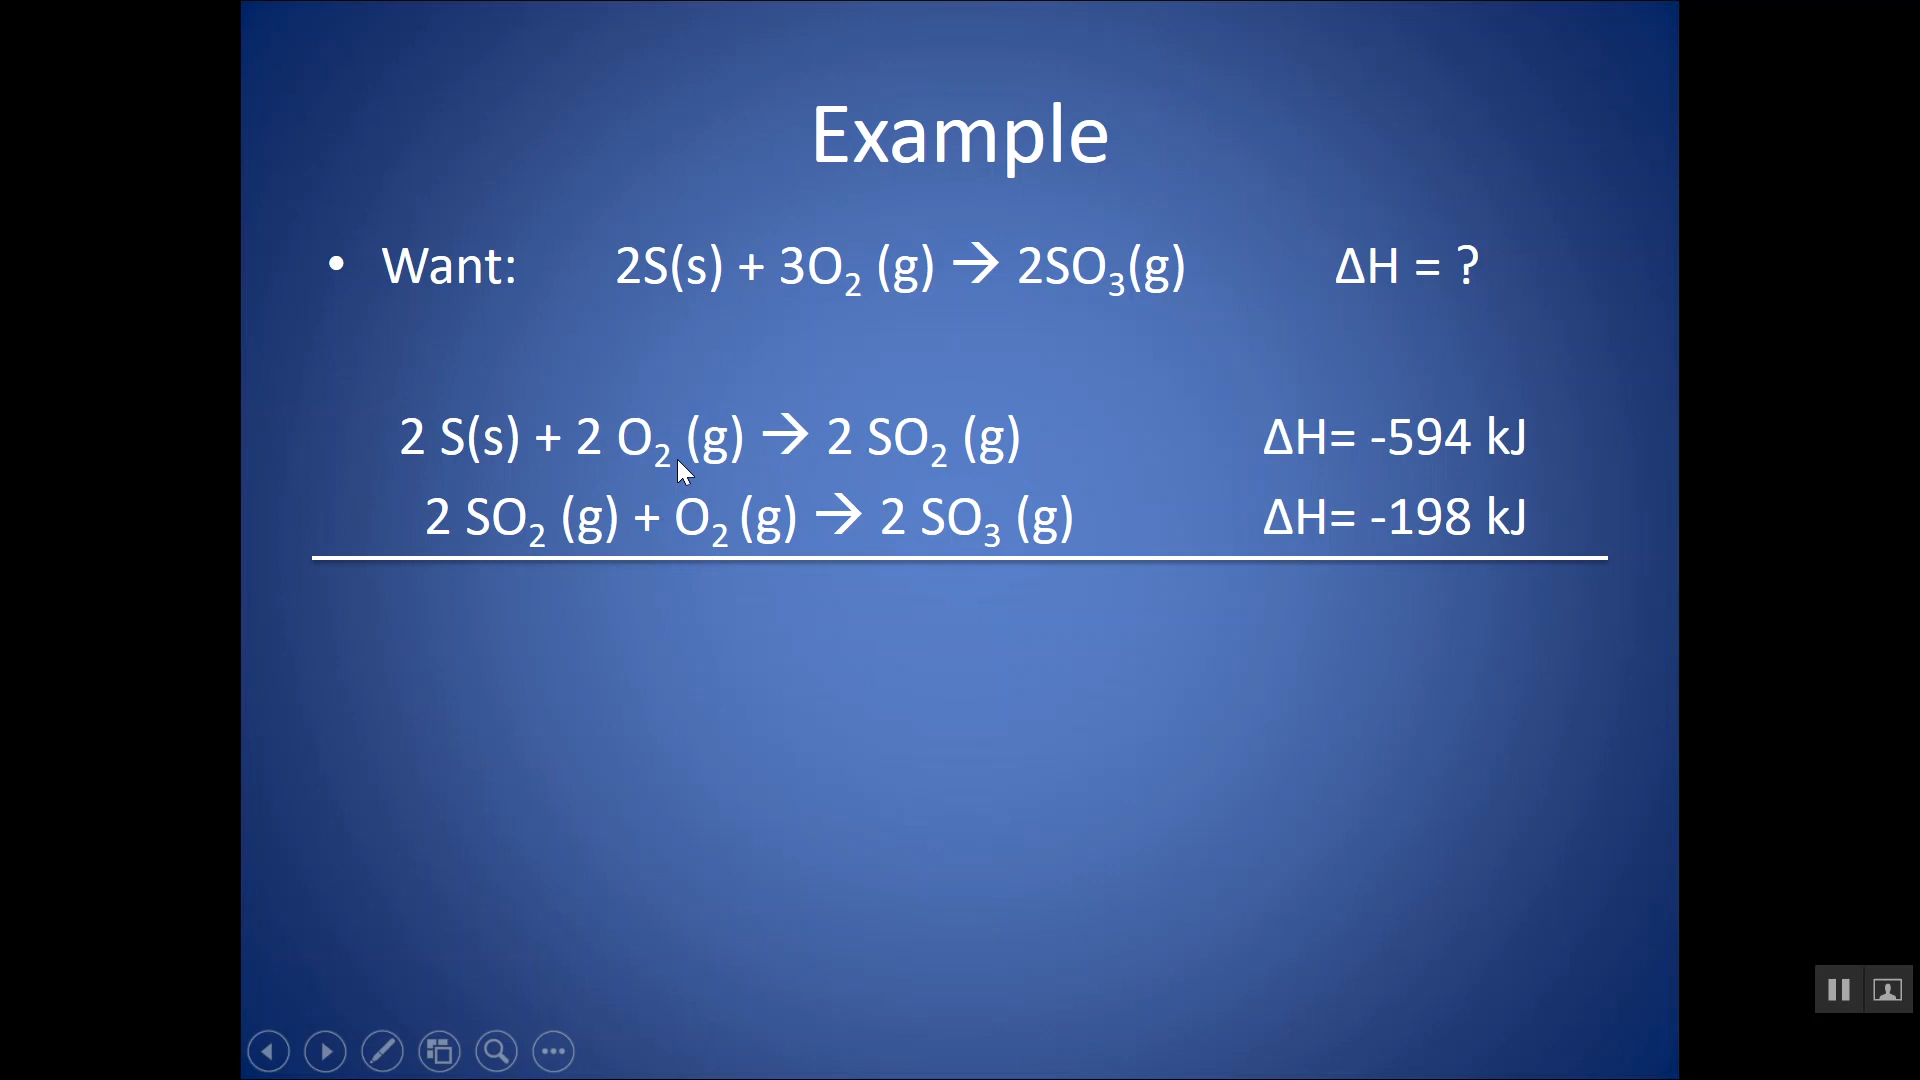 Example
• Want: 2S(s) + 3O₂ (g) → 2SO₃(g) ΔH = ?
2 S(s) + 2 O₂ (g) → 2 SO₂ (g) ΔH= -594 kJ
2 SO₂ (g) + O₂ (g) → 2 SO₃ (g) ΔH= -198 kJ